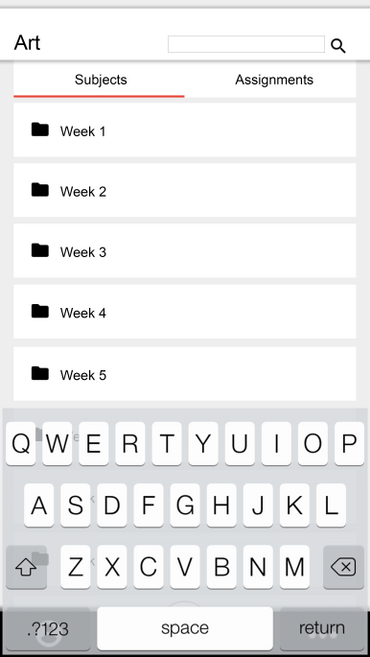 Art
Subjects Assignments
Week 1
Week 2
Week 3
Week 4
Week 5
Q W E R T Y U I O P
A S D F G H J K L
Z X C V B N M
.?123 space return